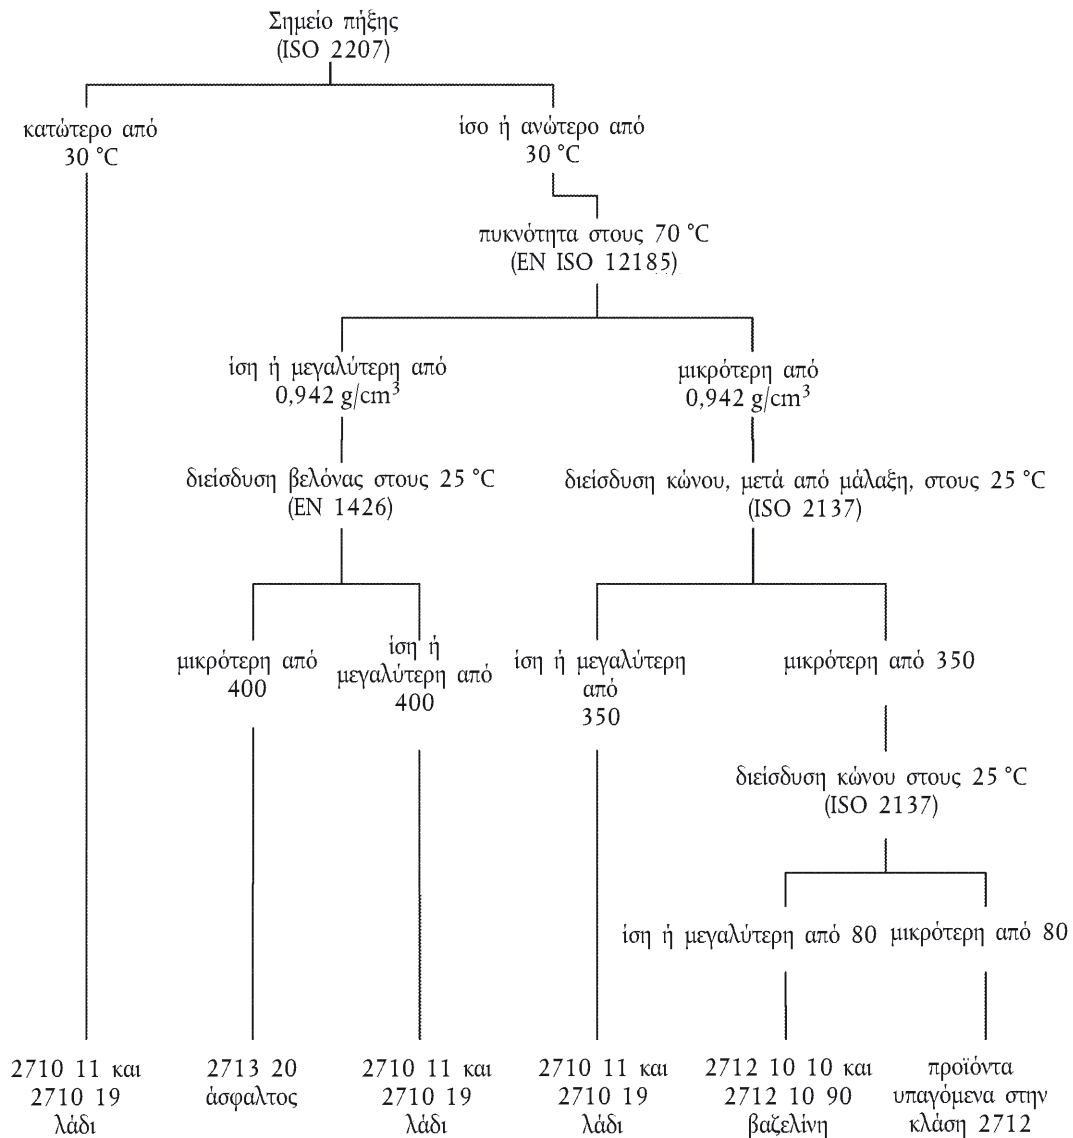 Σημείο πήξης
(ISO 2207)
κατώτερο από
30 °C
ίσο ή ανώτερο από
30 °C
πυκνότητα στους 70 °C
(EN ISO 12185)
ίση ή μεγαλύτερη από
0,942 g/cm³
μικρότερη από
0,942 g/cm³
διείσδυση βελόνας στους 25 °C
(EN 1426)
διείσδυση κώνου, μετά από μάλαξη, στους 25 °C
(ISO 2137)
μικρότερη από
400
ίση ή
μεγαλύτερη από
400
ίση ή μεγαλύτερη
από
350
μικρότερη από 350
διείσδυση κώνου στους 25 °C
(ISO 2137)
ίση ή μεγαλύτερη από 80
μικρότερη από 80
2710 11 και
2710 19
λάδι
2713 20
άσφαλτος
2710 11 και
2710 19
λάδι
2710 11 και
2710 19
λάδι
2712 10 10 και
2712 10 90
βαζελίνη
προϊόντα
υπαγόμενα στην
κλάση 2712